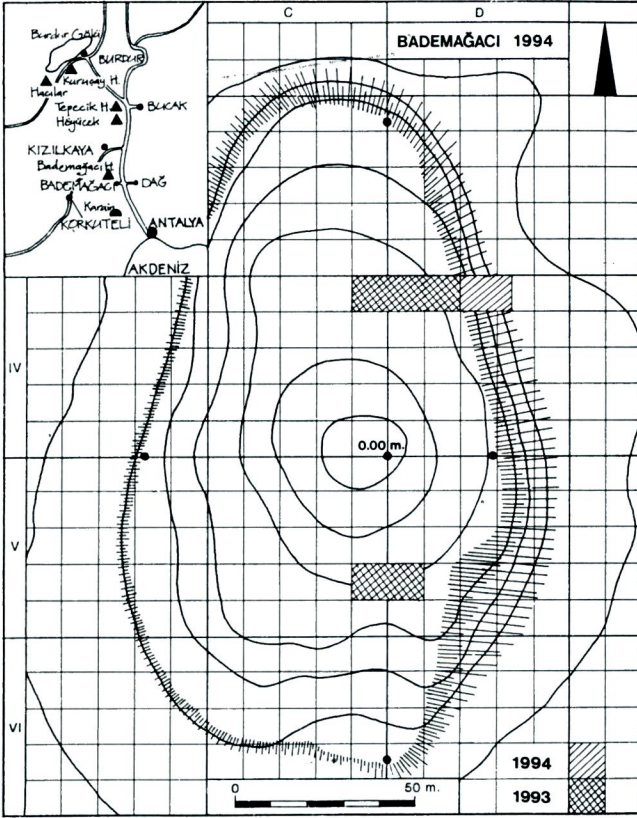 C D
BADEMAĞACI 1994
Burdur Gölü
BURDUR
Kuruçay H.
Hacılar
Tepecik H.
BUCAK
Höyücek
KIZILKAYA
Bademağacı H.
BADEMAĞACI
DAĞ
Karain
KORKUTELİ
ANTALYA
AKDENİZ
IV
0.00 m.
V
VI
1994
0 50 m.
1993